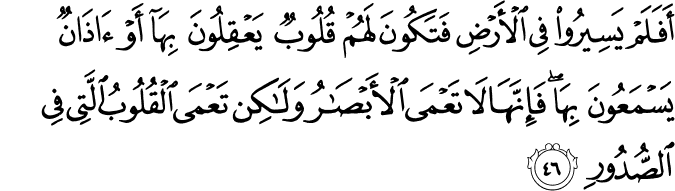 أَفَلَمْ يَسِيرُوا۟ فِى ٱلْأَرْضِ فَتَكُونَ لَهُمْ قُلُوبٌ يَعْقِلُونَ بِهَآ أَوْ ءَاذَانٌ
يَسْمَعُونَ بِهَا ۖ فَإِنَّهَا لَا تَعْمَى ٱلْأَبْصَـٰرُ وَلَـٰكِن تَعْمَى ٱلْقُلُوبُ ٱلَّتِى فِى
ٱلصُّدُورِ ٤٦